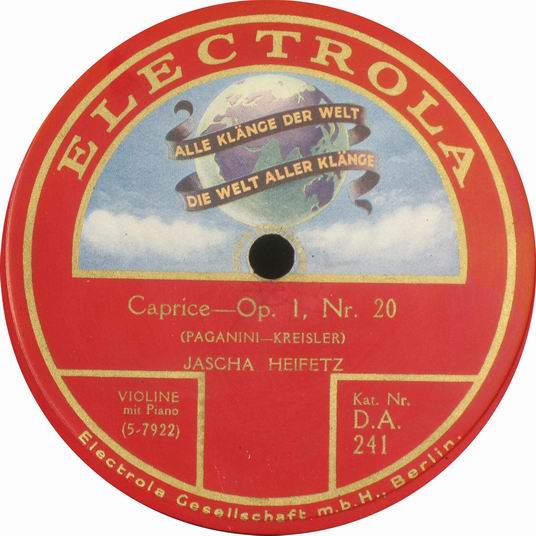 ELECTROLA
ALLE KLÄNGE DER WELT
DIE WELT ALLER KLÄNGE
Caprice—Op. 1, Nr. 20
(PAGANINI—KREISLER)
JASCHA HEIFETZ
VIOLINE
mit Piano
(5-7922)
Kat. Nr.
D.A.
241
Electrola Gesellschaft m.b.H., Berlin.